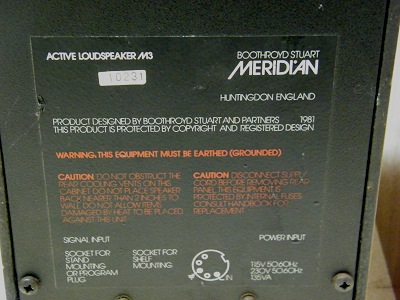 ACTIVE LOUDSPEAKER M3
10231
BOOTHROYD STUART
MERIDIAN
HUNTINGDON ENGLAND
PRODUCT DESIGNED BY BOOTHROYD STUART AND PARTNERS 1981
THIS PRODUCT IS PROTECTED BY COPYRIGHT AND REGISTERED DESIGN
WARNING: THIS EQUIPMENT MUST BE EARTHED (GROUNDED)
CAUTION DO NOT OBSTRUCT THE
REAR COOLING VENTS ON THIS
CABINET DO NOT PLACE SPEAKER
BACK NEARER THAN 2 INCHES TO
WALL DO NOT ALLOW ITEMS
DAMAGED BY HEAT TO BE PLACED
AGAINST THIS UNIT
CAUTION DISCONNECT SUPPLY
CORD BEFORE REMOVING REAR
PANEL THIS EQUIPMENT IS
PROTECTED BY INTERNAL FUSES
CONSULT HANDBOOK FOR
REPLACEMENT
SIGNAL INPUT
SOCKET FOR
STAND
MOUNTING
OR PROGRAM
PLUG
SOCKET FOR
SHELF
MOUNTING
POWER INPUT
115V 50.60Hz
230V 50.60Hz
135VA